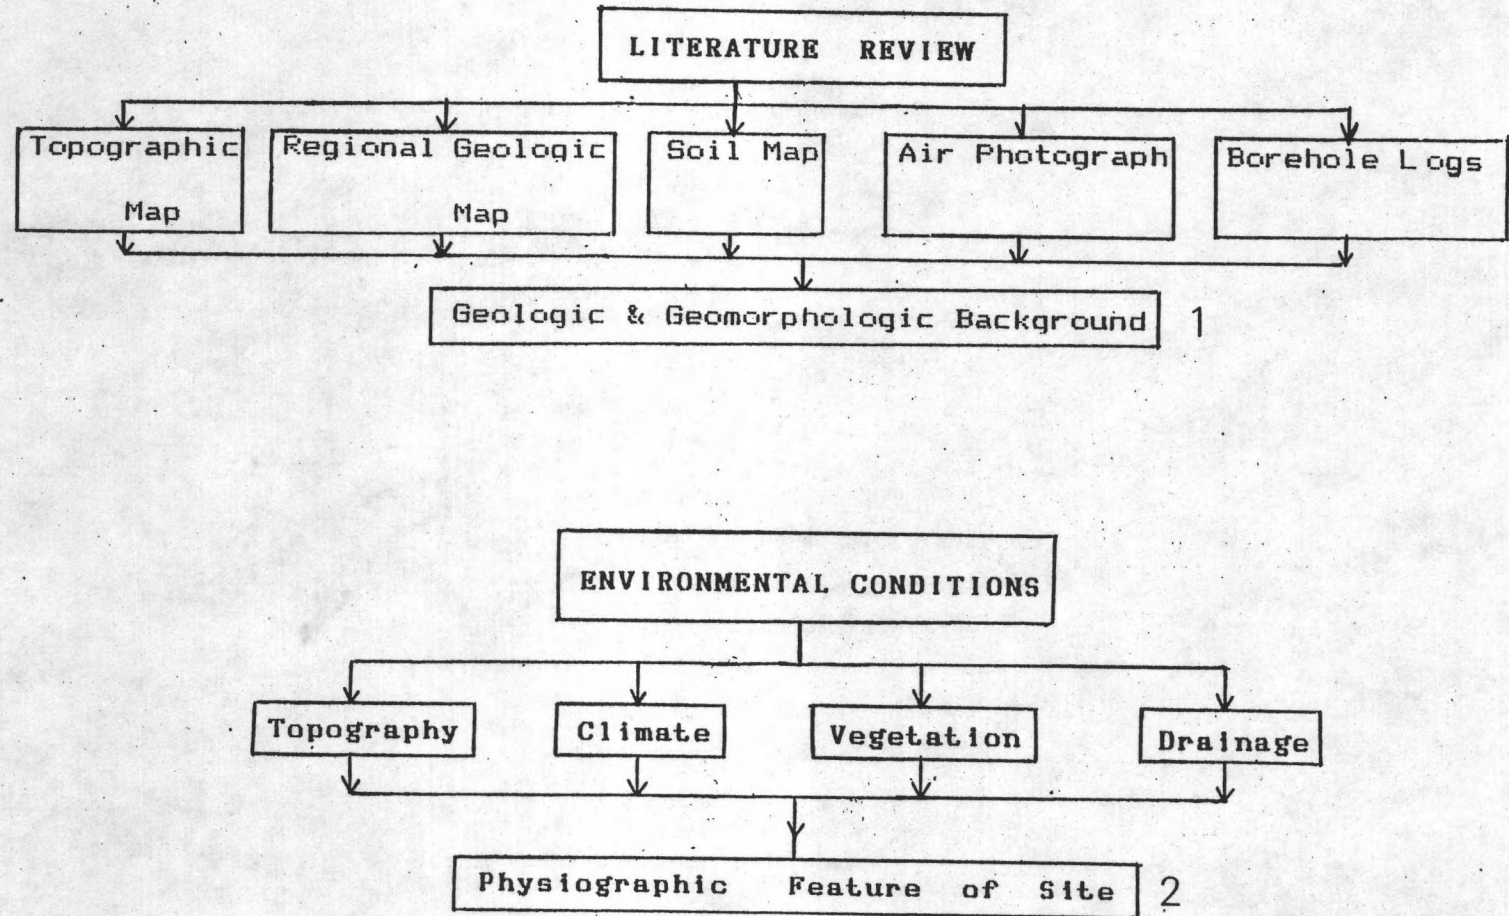 LITERATURE REVIEW
Topographic
Map
Regional Geologic
Map
Soil Map
Air Photograph
Borehole Logs
Geologic & Geomorphologic Background
1
ENVIRONMENTAL CONDITIONS
Topography
Climate
Vegetation
Drainage
Physiographic Feature of Site
2